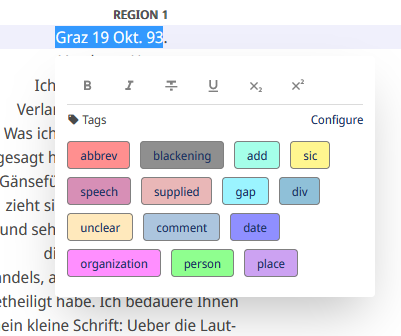 REGION 1
Graz 19 Okt. 93.
Ich
B I T U X₂ X²
Verlan
Tags Configure
Was ich
abbrev blackening add sic
gesagt h
Gänsefü
speech supplied gap div
zieht si
unclear comment date
und seh
di
organization person place
andels, a
etheiligt habe. Ich bedauere Ihnen
ein kleine Schrift: Ueber die Laut-